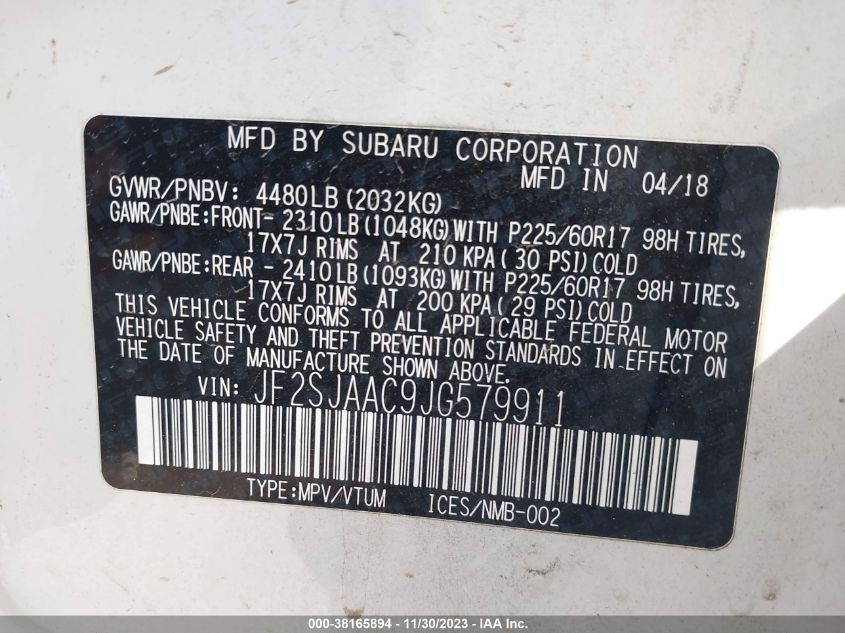 MFD BY SUBARU CORPORATION
MFD IN 04/18
GVWR/PNBV: 4480LB(2032KG)
GAWR/PNBE:FRONT- 2310LB(1048KG)WITH P225/60R17 98H TIRES,
17X7J RIMS AT 210 KPA(30 PSI)COLD
GAWR/PNBE:REAR - 2410LB(1093KG)WITH P225/60R17 98H TIRES,
17X7J RIMS AT 200 KPA(29 PSI)COLD
THIS VEHICLE CONFORMS TO ALL APPLICABLE FEDERAL MOTOR
VEHICLE SAFETY AND THEFT PREVENTION STANDARDS IN EFFECT ON
THE DATE OF MANUFACTURE SHOWN ABOVE.
VIN: JF2SJAAC9JG579911
TYPE:MPV/VTUM ICES/NMB-002
000-38165894 - 11/30/2023 - IAA Inc.